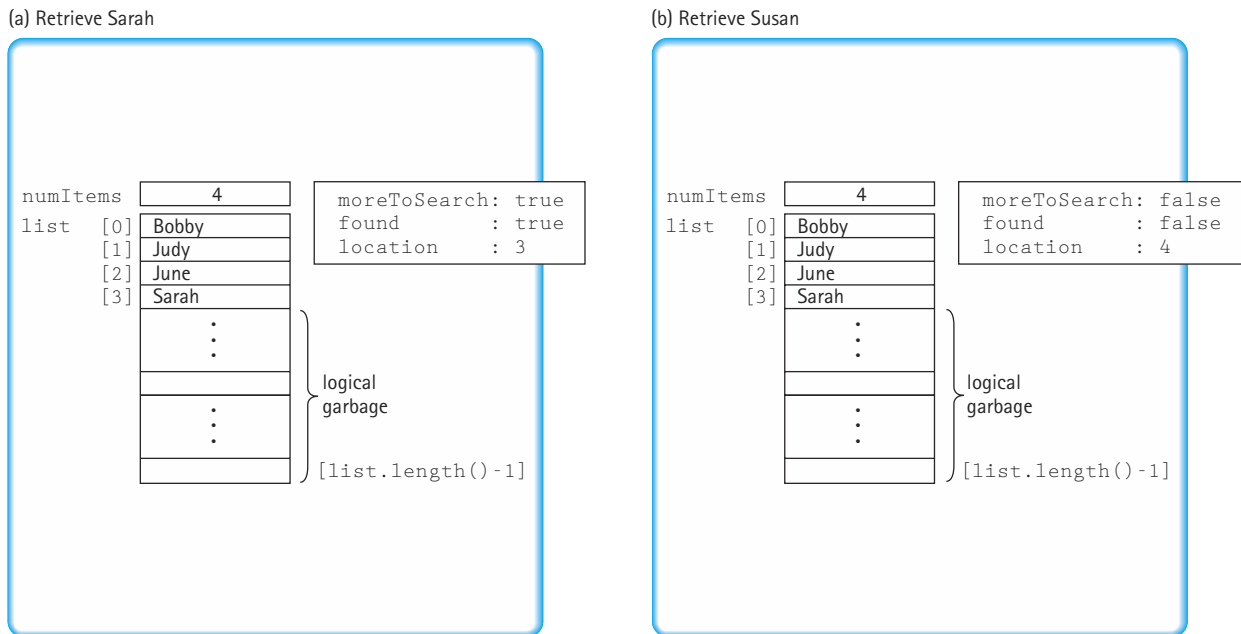 (a) Retrieve Sarah
numItems 4
list [0] Bobby
[1] Judy
[2] June
[3] Sarah
moreToSearch: true
found : true
location : 3
logical
garbage
[list.length()-1]
(b) Retrieve Susan
numItems 4
list [0] Bobby
[1] Judy
[2] June
[3] Sarah
moreToSearch: false
found : false
location : 4
logical
garbage
[list.length()-1]